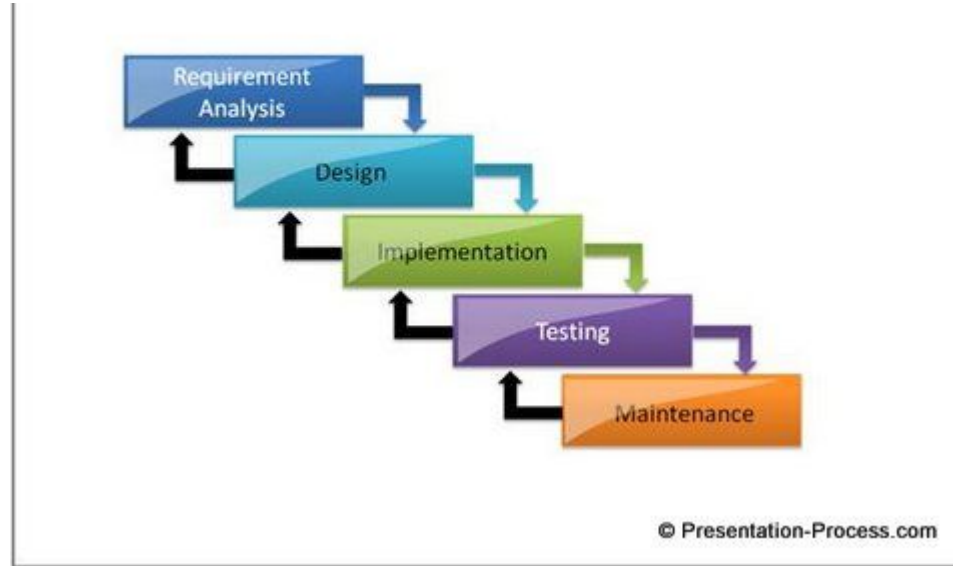 Requirement
Analysis
Design
Implementation
Testing
Maintenance
© Presentation-Process.com